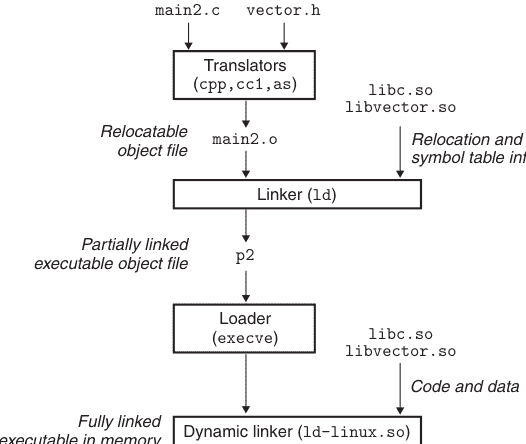 main2.c vector.h
Translators
(cpp,cc1,as)
libc.so
libvector.so
Relocatable
object file
main2.o
Relocation and
symbol table inf
Linker (ld)
Partially linked
executable object file
p2
Loader
(execve)
libc.so
libvector.so
Code and data
Fully linked
executable in memory
Dynamic linker (ld-linux.so)